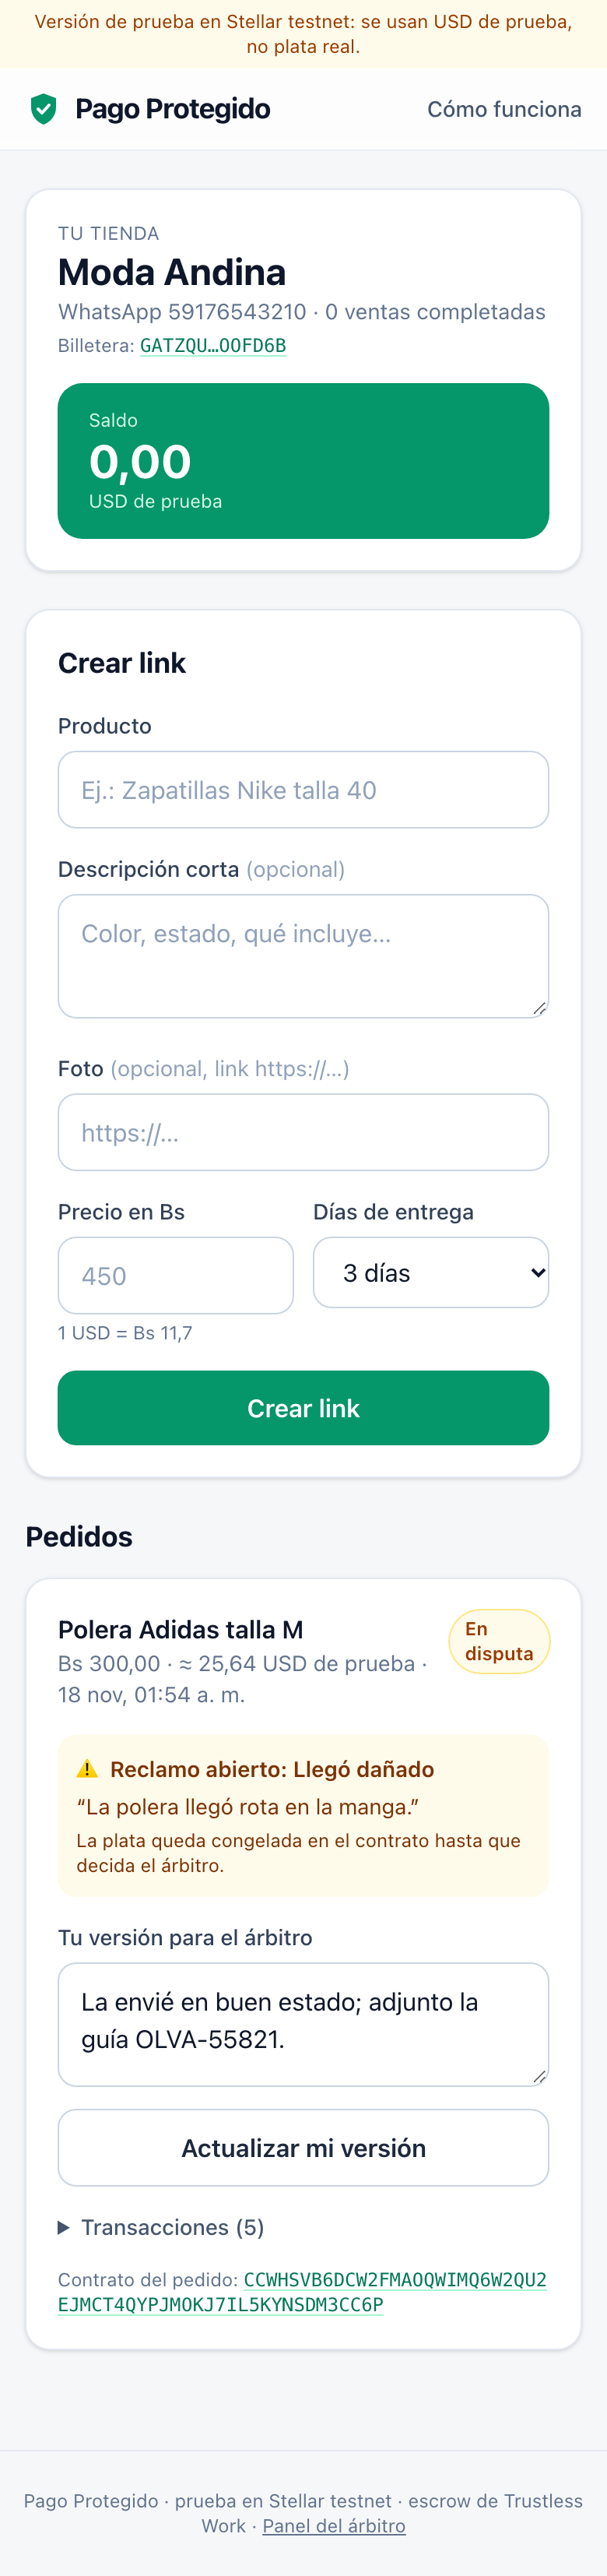 Versión de prueba en Stellar testnet: se usan USD de prueba,
no plata real.
Pago Protegido
Cómo funciona
TU TIENDA
Moda Andina
WhatsApp 59176543210 · 0 ventas completadas
Billetera: GATZQU…OOFD6B
Saldo
0,00
USD de prueba
Crear link
Producto
Ej.: Zapatillas Nike talla 40
Descripción corta (opcional)
Color, estado, qué incluye…
Foto (opcional, link https://…)
https://…
Precio en Bs
Días de entrega
450
3 días
1 USD = Bs 11,7
Crear link
Pedidos
Polera Adidas talla M
En
disputa
Bs 300,00 · ≈ 25,64 USD de prueba ·
18 nov, 01:54 a. m.
⚠️ Reclamo abierto: Llegó dañado
“La polera llegó rota en la manga.”
La plata queda congelada en el contrato hasta que
decida el árbitro.
Tu versión para el árbitro
La envié en buen estado; adjunto la
guía OLVA-55821.
Actualizar mi versión
▶ Transacciones (5)
Contrato del pedido: CCWHSVB6DCW2FMAOQWIMQ6W2QU2
EJMCT4QYPJMOKJ7IL5KYNSDM3CC6P
Pago Protegido · prueba en Stellar testnet · escrow de Trustless
Work · Panel del árbitro